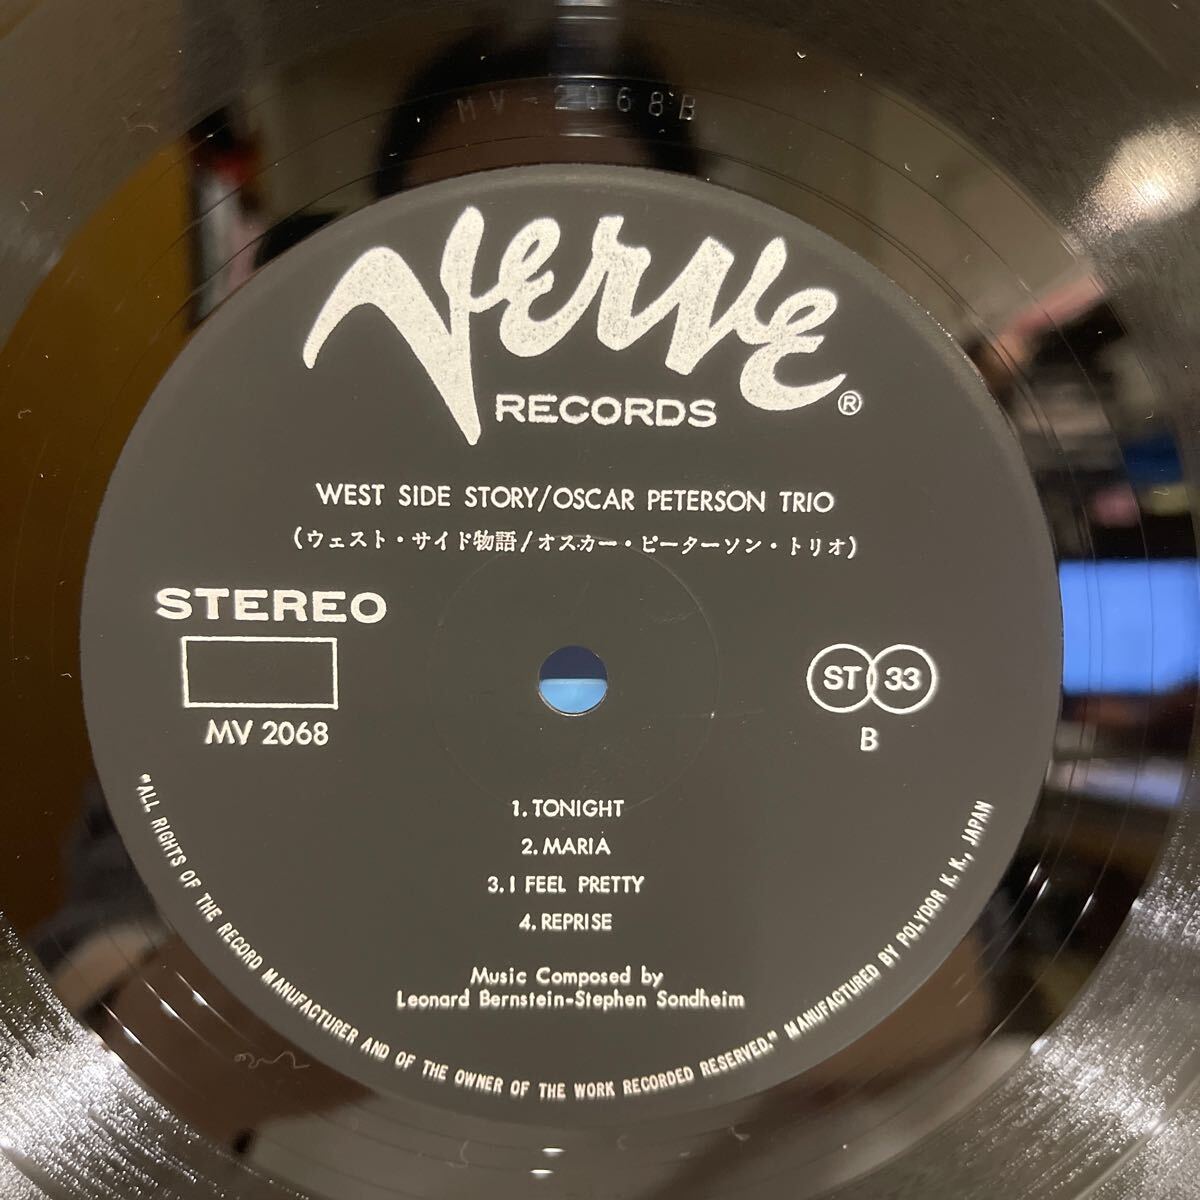 MV-2068B
Verve
RECORDS ®
WEST SIDE STORY/OSCAR PETERSON TRIO
(ウェスト・サイド物語/オスカー・ピーターソン・トリオ)
STEREO
MV 2068
ST 33
B
1. TONIGHT
2. MARIA
3. I FEEL PRETTY
4. REPRISE
Music Composed by
Leonard Bernstein-Stephen Sondheim
"ALL RIGHTS OF THE RECORD MANUFACTURER AND OF THE OWNER OF THE WORK RECORDED RESERVED." MANUFACTURED BY POLYDOR K.K., JAPAN